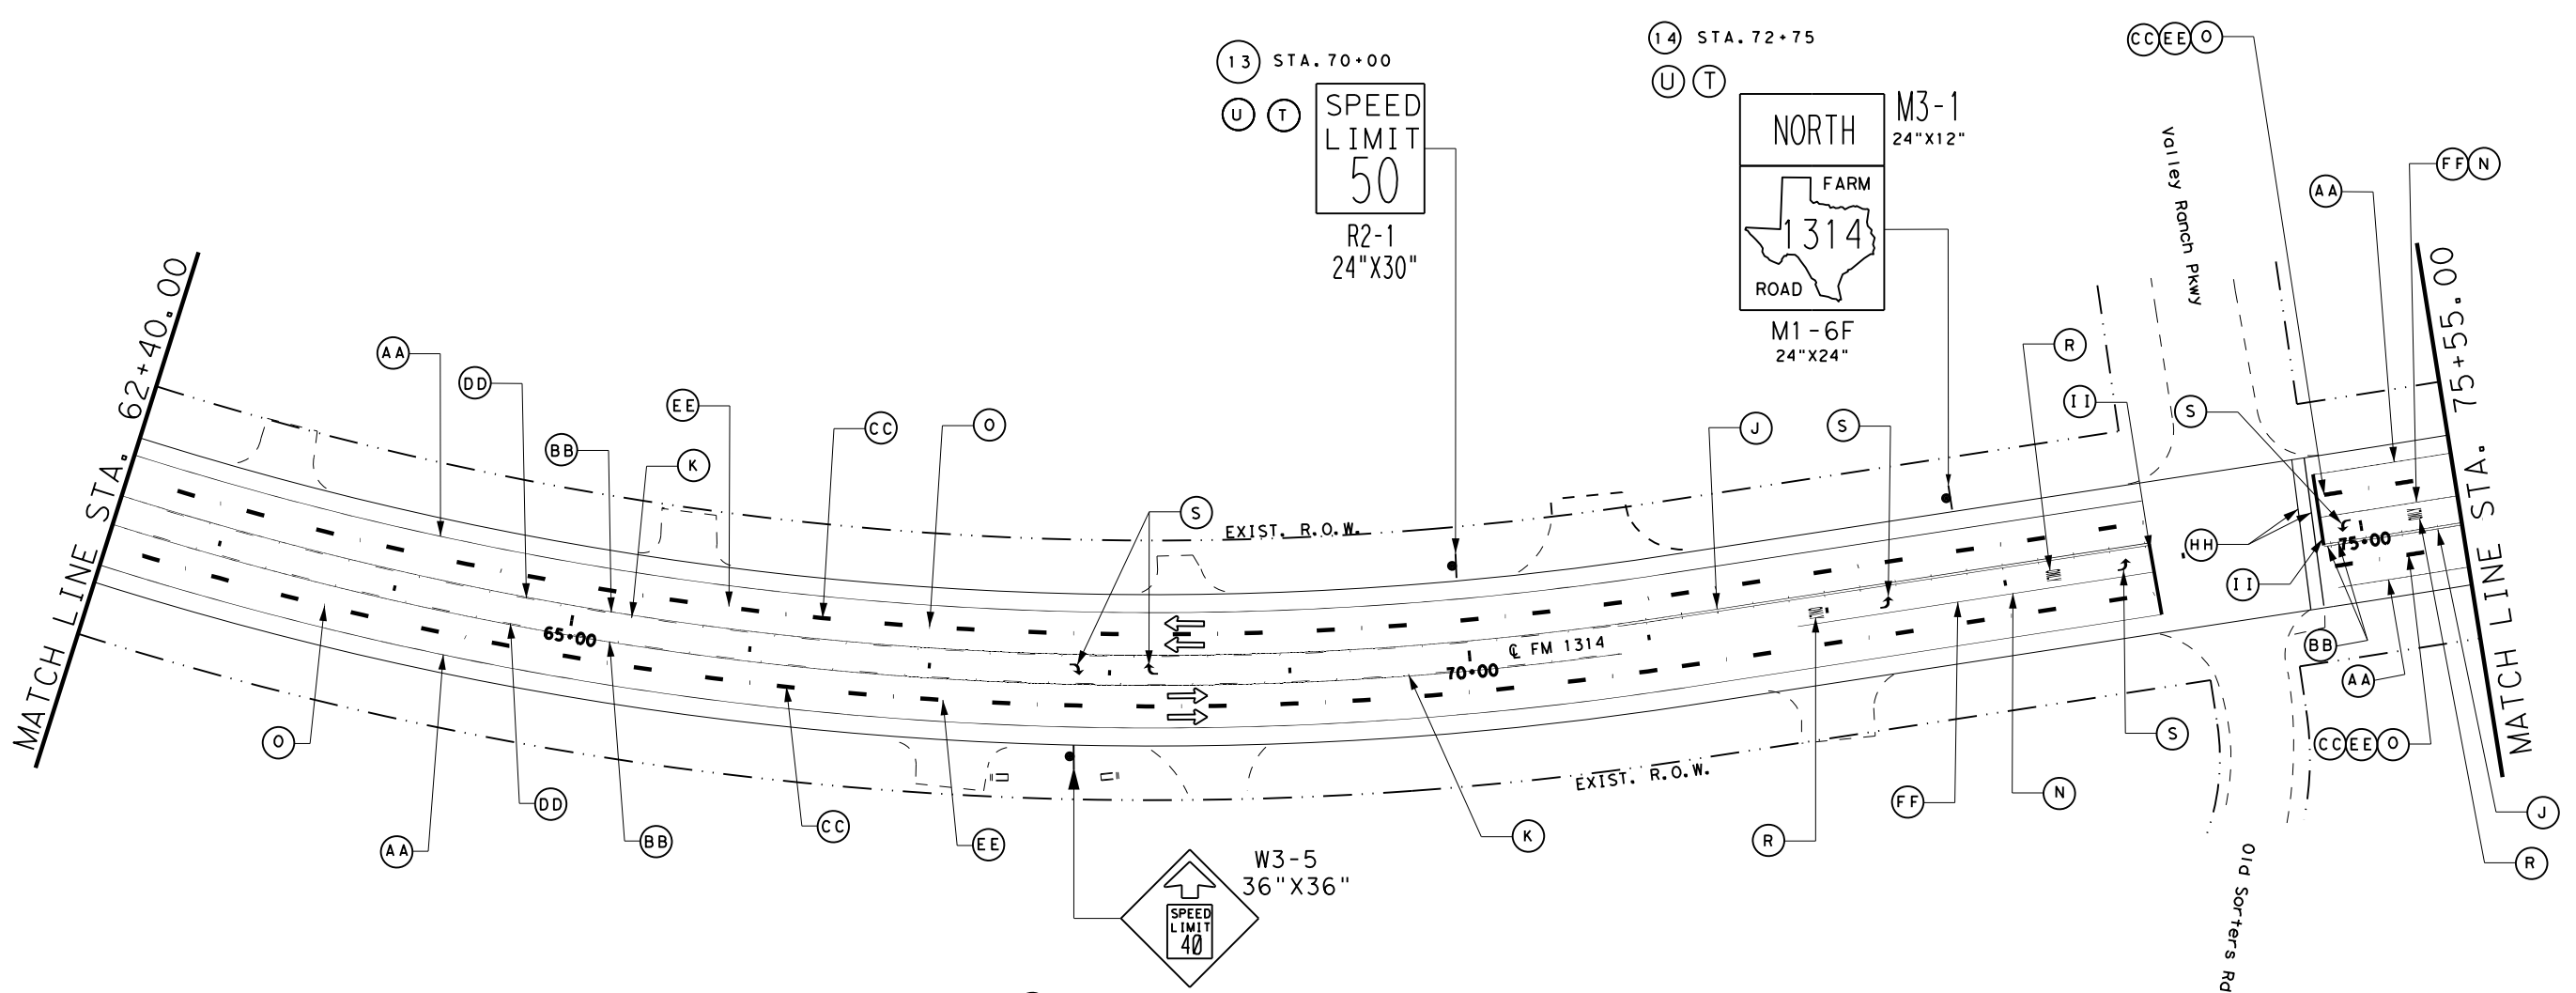 13 STA. 70+00
U T
SPEED
LIMIT
50
R2-1
24"X30"
14 STA. 72+75
U T
NORTH
M3-1
24"X12"
FARM
1314
ROAD
M1-6F
24"X24"
CC EE O
Valley Ranch Pkwy
FF N
AA
MATCH LINE STA. 62+40.00
MATCH LINE STA. 75+55.00
AA
DD
EE
CC
O
BB
K
S
EXIST. R.O.W.
J
S
R
II
S
HH
II
75+00
65+00
70+00
℄ FM 1314
BB
AA
CC EE O
S
J
R
O
DD
AA
BB
CC
EE
K
EXIST. R.O.W.
R
FF
N
W3-5
36"X36"
SPEED
LIMIT
40
Old Sorters Rd